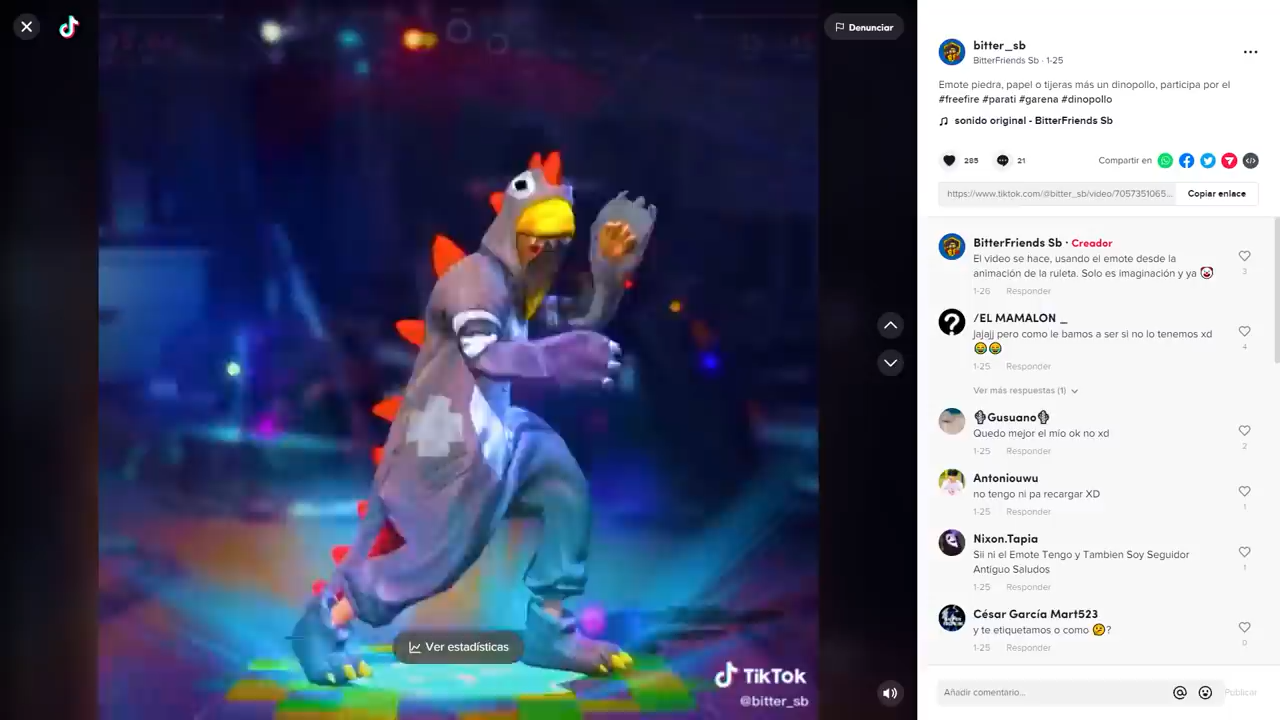 Denunciar
Ver estadísticas
TikTok
@bitter_sb
bitter_sb
BitterFriends Sb · 1-25
Emote piedra, papel o tijeras más un dinopollo, participa por el
#freefire #parati #garena #dinopollo
sonido original - BitterFriends Sb
285
21
Compartir en
https://www.tiktok.com/@bitter_sb/video/7057351065...
Copiar enlace
BitterFriends Sb · Creador
El video se hace, usando el emote desde la
animación de la ruleta. Solo es imaginación y ya 🤡
3
1-26 Responder
/EL MAMALON _
jajajj pero como le bamos a ser si no lo tenemos xd
😂😂
4
1-25 Responder
Ver más respuestas (1)
Gusuano
Quedo mejor el mio ok no xd
2
1-25 Responder
Antoniouwu
no tengo ni pa recargar XD
1
1-25 Responder
Nixon.Tapia
Sii ni el Emote Tengo y Tambien Soy Seguidor
Antiguo Saludos
1
1-25 Responder
César García Mart523
y te etiquetamos o como 🤔?
0
1-25 Responder
Añadir comentario...
Publicar